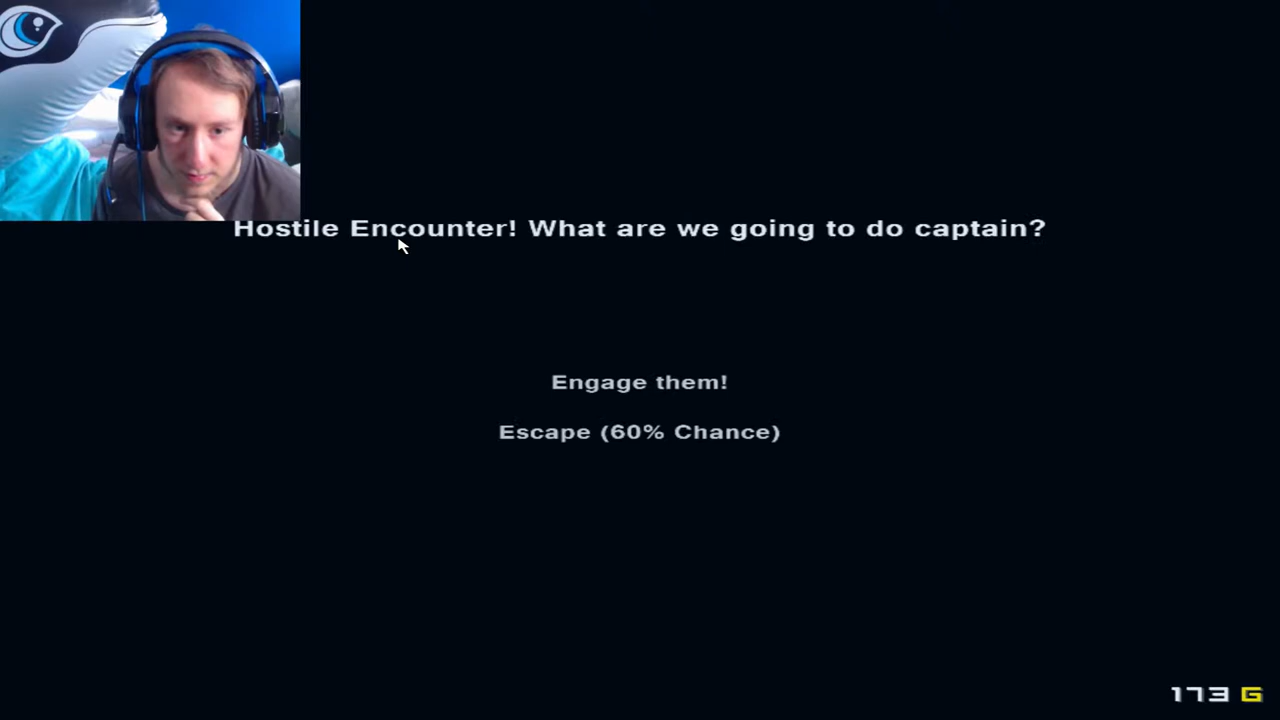 Hostile Encounter! What are we going to do captain?
Engage them!
Escape (60% Chance)
173 G